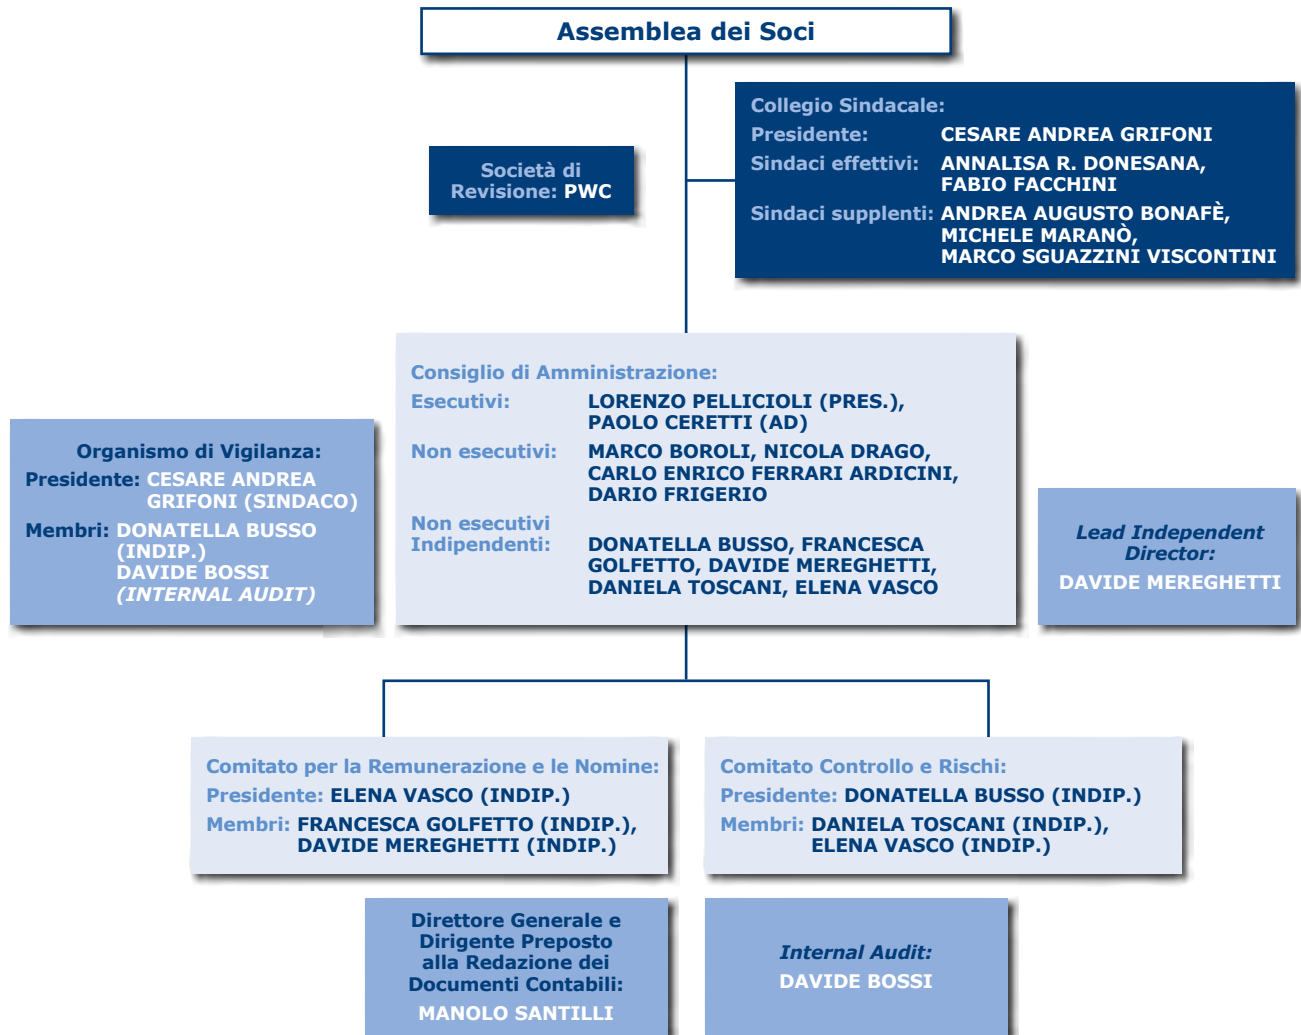 Assemblea dei Soci
Collegio Sindacale:
Presidente: CESARE ANDREA GRIFONI
Sindaci effettivi: ANNALISA R. DONESANA,
FABIO FACCHINI
Sindaci supplenti: ANDREA AUGUSTO BONAFÈ,
MICHELE MARANÒ,
MARCO SGUAZZINI VISCONTINI
Società di
Revisione: PWC
Consiglio di Amministrazione:
Esecutivi: LORENZO PELLICIOLI (PRES.),
PAOLO CERETTI (AD)
Non esecutivi: MARCO BOROLI, NICOLA DRAGO,
CARLO ENRICO FERRARI ARDICINI,
DARIO FRIGERIO
Non esecutivi
Indipendenti: DONATELLA BUSSO, FRANCESCA
GOLFETTO, DAVIDE MEREGHETTI,
DANIELA TOSCANI, ELENA VASCO
Organismo di Vigilanza:
Presidente: CESARE ANDREA
GRIFONI (SINDACO)
Membri: DONATELLA BUSSO
(INDIP.)
DAVIDE BOSSI
(INTERNAL AUDIT)
Lead Independent
Director:
DAVIDE MEREGHETTI
Comitato per la Remunerazione e le Nomine:
Presidente: ELENA VASCO (INDIP.)
Membri: FRANCESCA GOLFETTO (INDIP.),
DAVIDE MEREGHETTI (INDIP.)
Comitato Controllo e Rischi:
Presidente: DONATELLA BUSSO (INDIP.)
Membri: DANIELA TOSCANI (INDIP.),
ELENA VASCO (INDIP.)
Direttore Generale e
Dirigente Preposto
alla Redazione dei
Documenti Contabili:
MANOLO SANTILLI
Internal Audit:
DAVIDE BOSSI